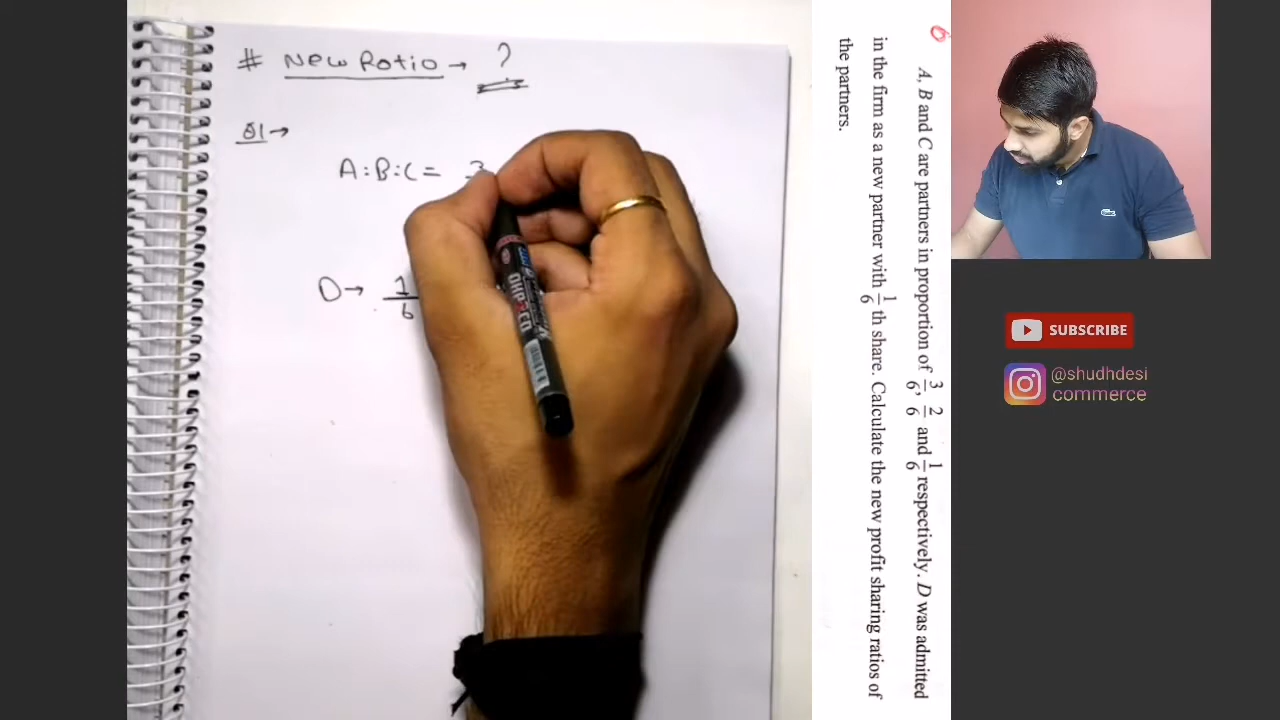 # New Ratio → ?
Q1 →
A:B:C = 3
D → 1/6
A, B and C are partners in proportion of 3/6, 2/6 and 1/6 respectively. D was admitted
in the firm as a new partner with 1/6 th share. Calculate the new profit sharing ratios of
the partners.
SUBSCRIBE
@shudhdesi
commerce